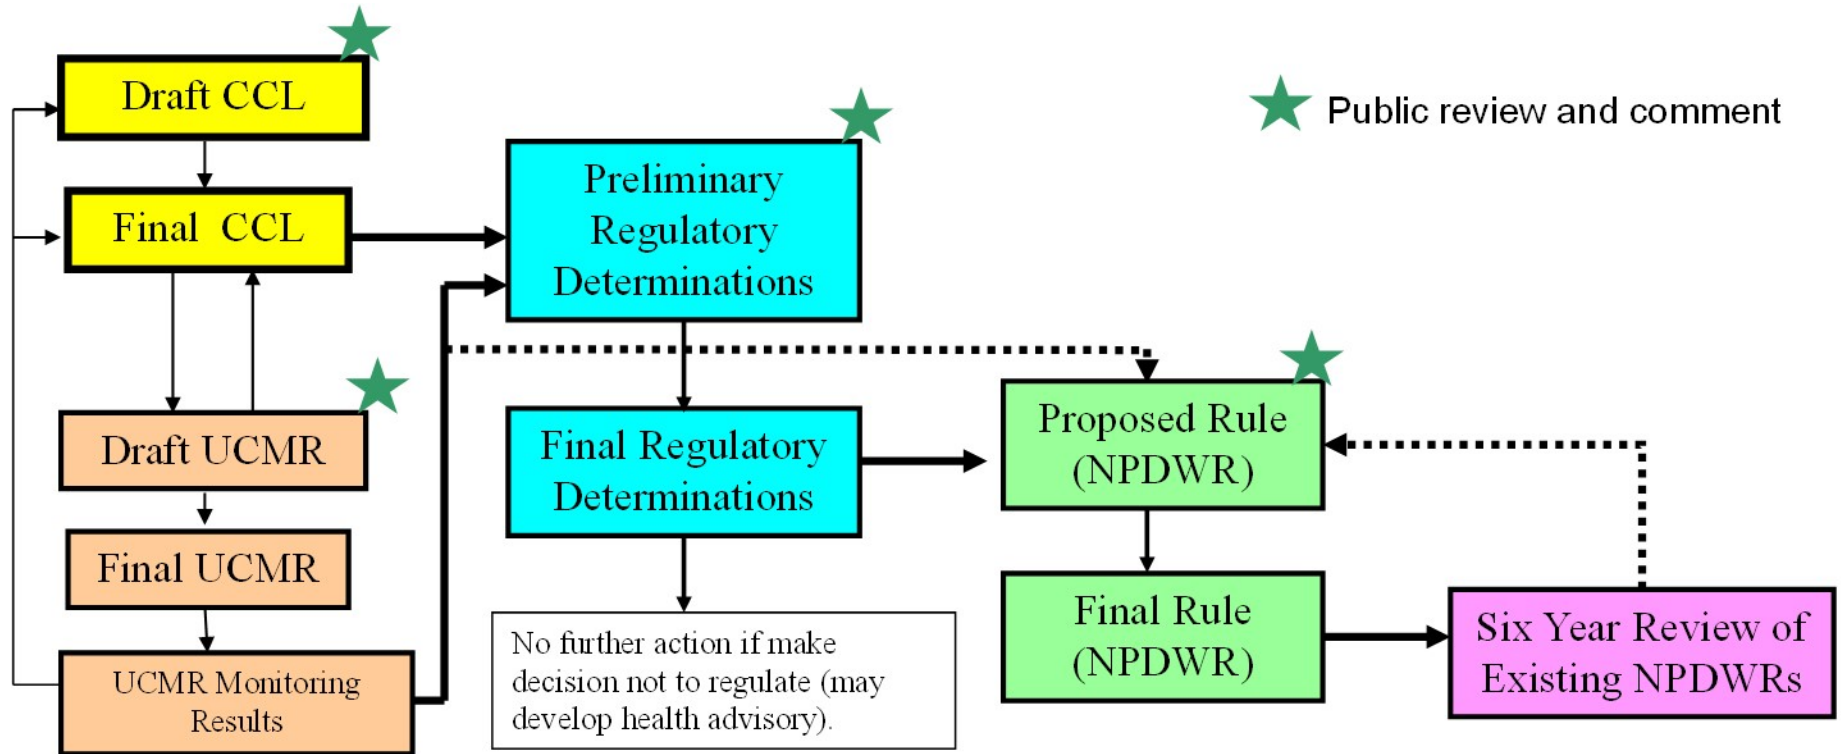 Draft CCL
Final CCL
Draft UCMR
Final UCMR
UCMR Monitoring
Results
Preliminary
Regulatory
Determinations
Final Regulatory
Determinations
No further action if make
decision not to regulate (may
develop health advisory).
Public review and comment
Proposed Rule
(NPDWR)
Final Rule
(NPDWR)
Six Year Review of
Existing NPDWRs